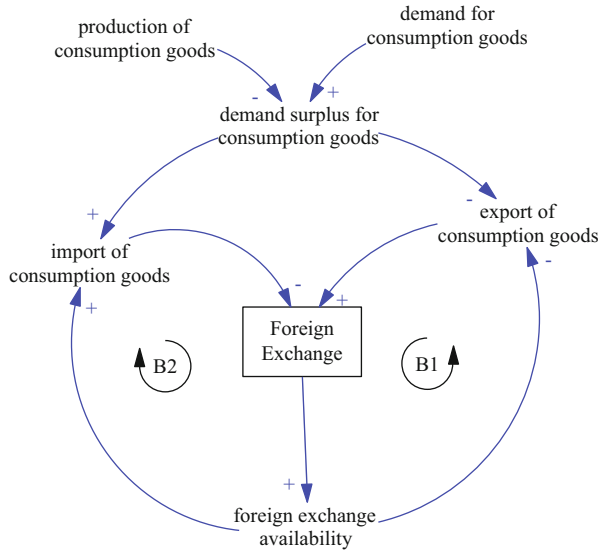 production of
consumption goods
demand for
consumption goods
-
+
demand surplus for
consumption goods
+
-
import of
consumption goods
export of
consumption goods
-
+
+
-
Foreign
Exchange
B2
B1
+
foreign exchange
availability